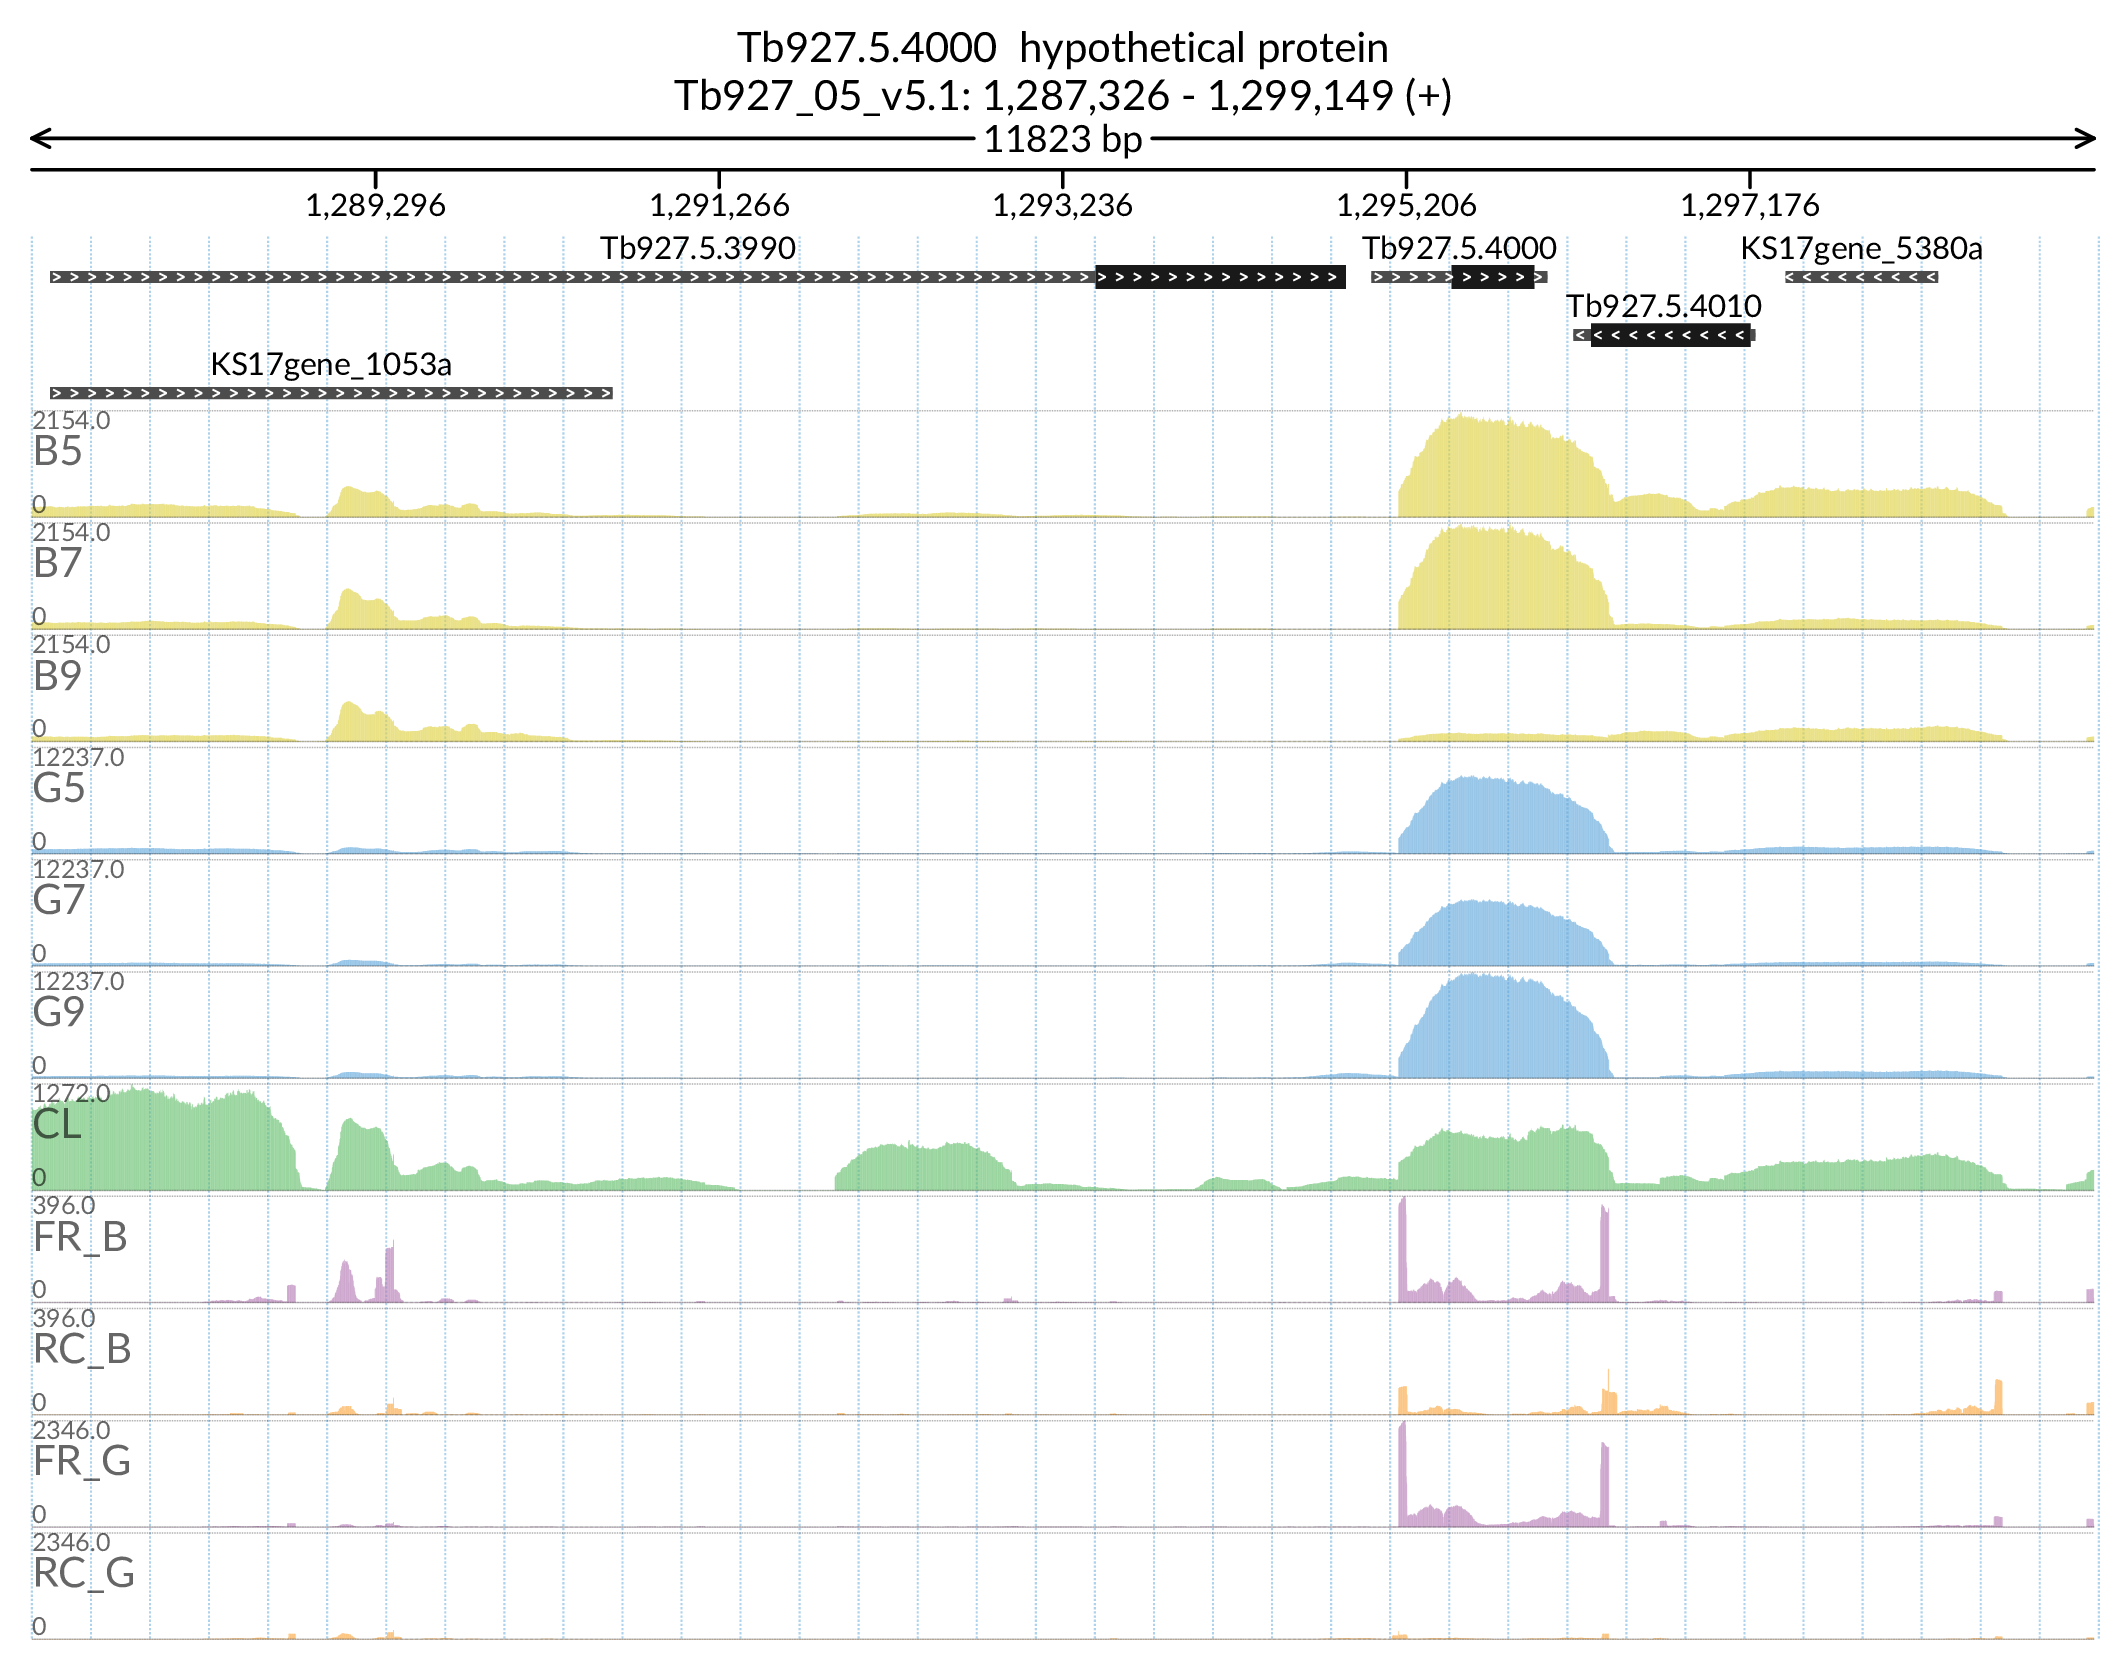 Tb927.5.4000  hypothetical protein
Tb927_05_v5.1: 1,287,326 - 1,299,149 (+)
11823 bp
1,289,296 1,291,266 1,293,236 1,295,206 1,297,176
Tb927.5.3990 Tb927.5.4000 KS17gene_5380a
Tb927.5.4010
KS17gene_1053a
2154.0
B5
0
2154.0
B7
0
2154.0
B9
0
12237.0
G5
0
12237.0
G7
0
12237.0
G9
0
1272.0
CL
0
396.0
FR_B
0
396.0
RC_B
0
2346.0
FR_G
0
2346.0
RC_G
0